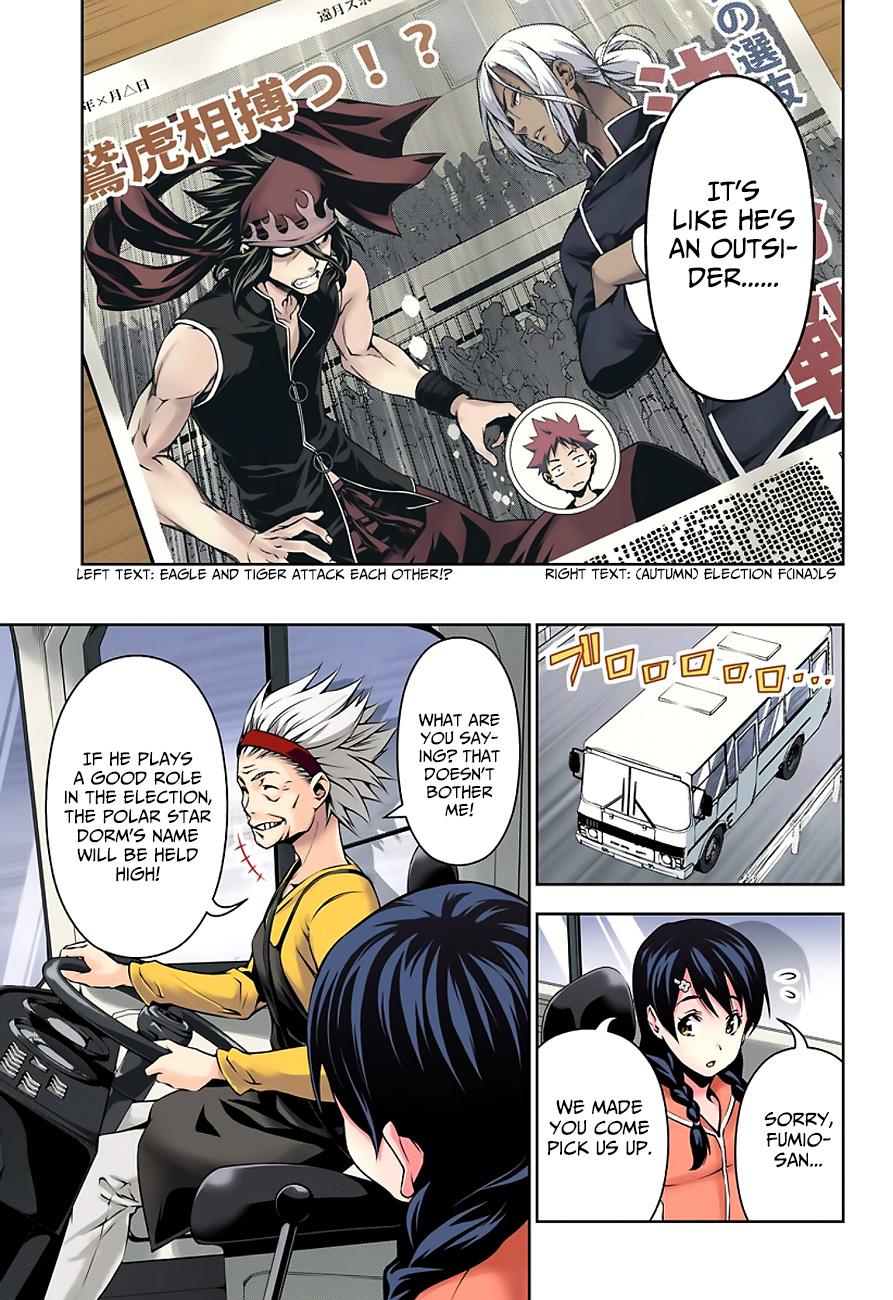 遠月スポ
年×月△日
鷲虎相搏つ！？
の選抜
決
戦
IT'S
LIKE HE'S
AN OUTSI-
DER......
LEFT TEXT: EAGLE AND TIGER ATTACK EACH OTHER!?
RIGHT TEXT: (AUTUMN) ELECTION F(INA)LS
ブロロロロロ...
SORRY,
FUMIO-
SAN...
WE MADE
YOU COME
PICK US UP.
WHAT ARE
YOU SAY-
ING? THAT
DOESN'T
BOTHER
ME!
IF HE PLAYS
A GOOD ROLE
IN THE ELECTION,
THE POLAR STAR
DORM'S NAME
WILL BE HELD
HIGH!